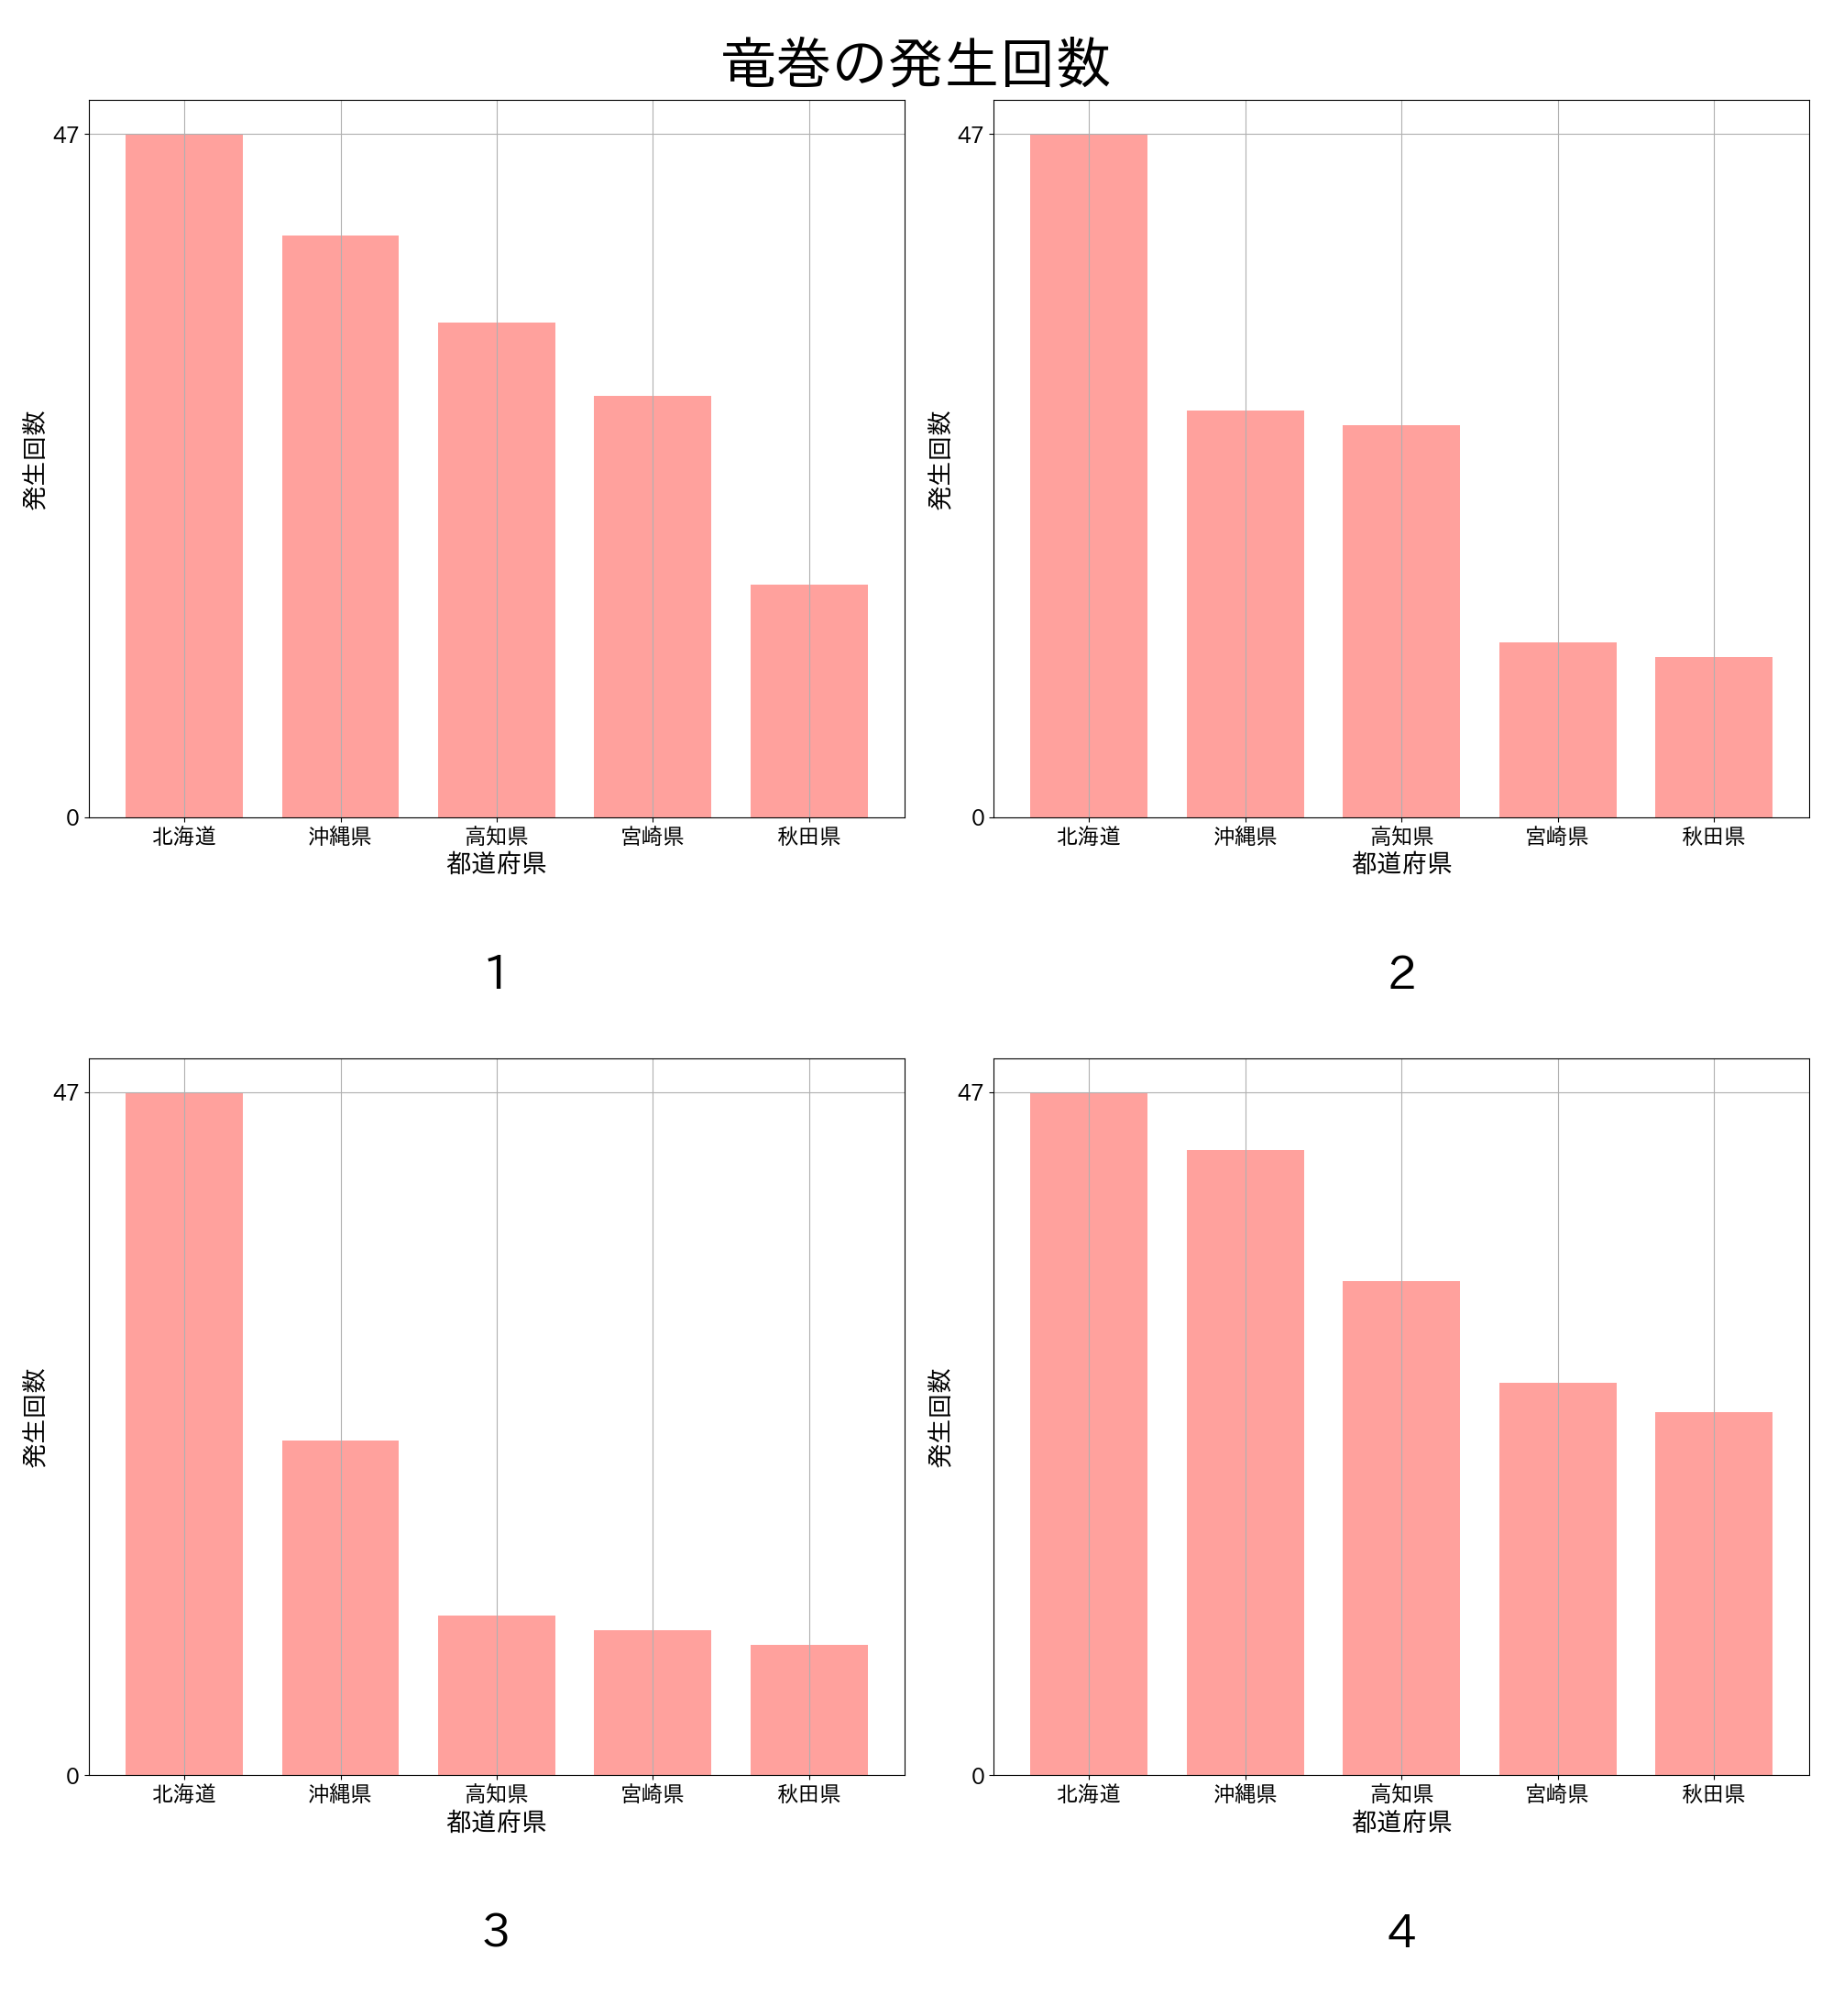 竜巻の発生回数
47
0
発生回数
北海道 沖縄県 高知県 宮崎県 秋田県
都道府県
1
47
0
発生回数
北海道 沖縄県 高知県 宮崎県 秋田県
都道府県
2
47
0
発生回数
北海道 沖縄県 高知県 宮崎県 秋田県
都道府県
3
47
0
発生回数
北海道 沖縄県 高知県 宮崎県 秋田県
都道府県
4